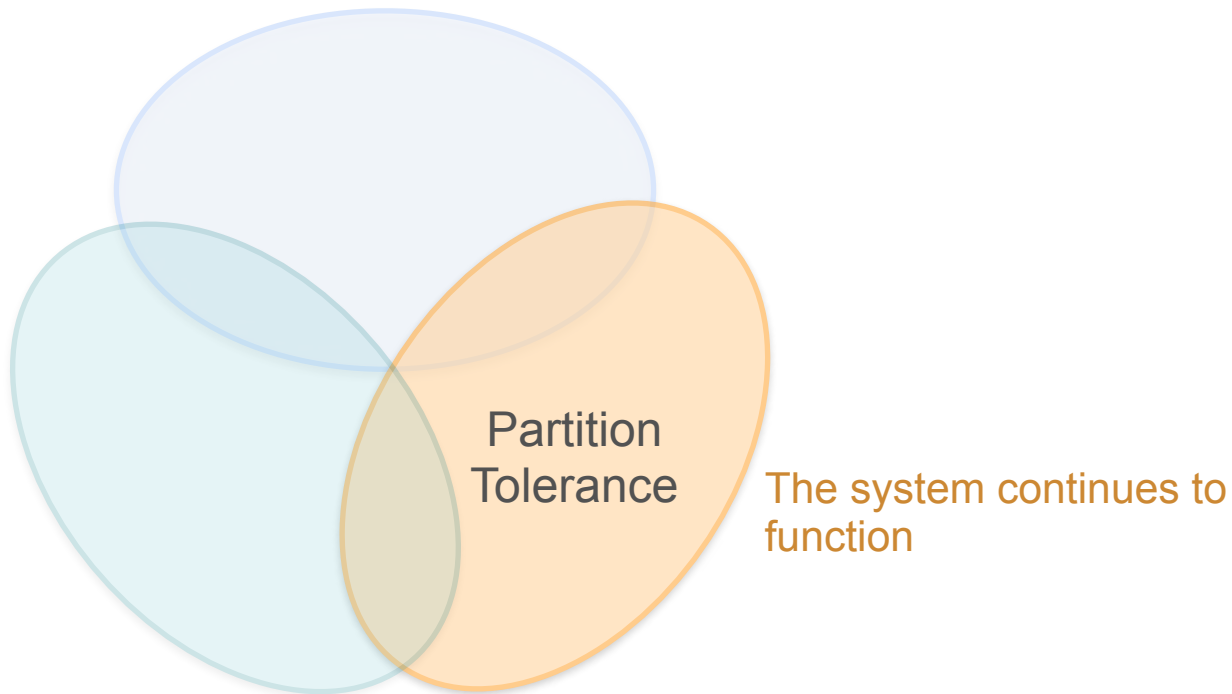 Partition
Tolerance
The system continues to
function